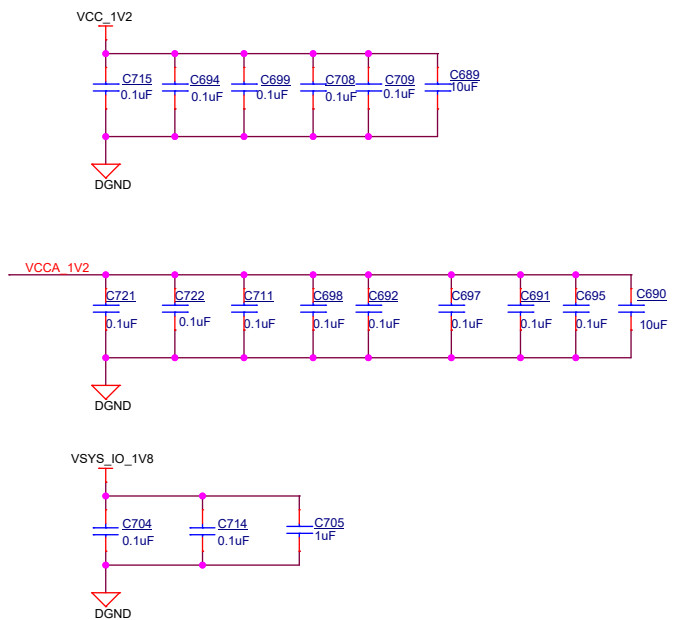 VCC_1V2
C715 C694 C699 C708 C709 C689
0.1uF 0.1uF 0.1uF 0.1uF 0.1uF 10uF
DGND
VCCA_1V2
C721 C722 C711 C698 C692 C697 C691 C695 C690
0.1uF 0.1uF 0.1uF 0.1uF 0.1uF 0.1uF 0.1uF 0.1uF 10uF
DGND
VSYS_IO_1V8
C704 C714 C705
0.1uF 0.1uF 1uF
DGND